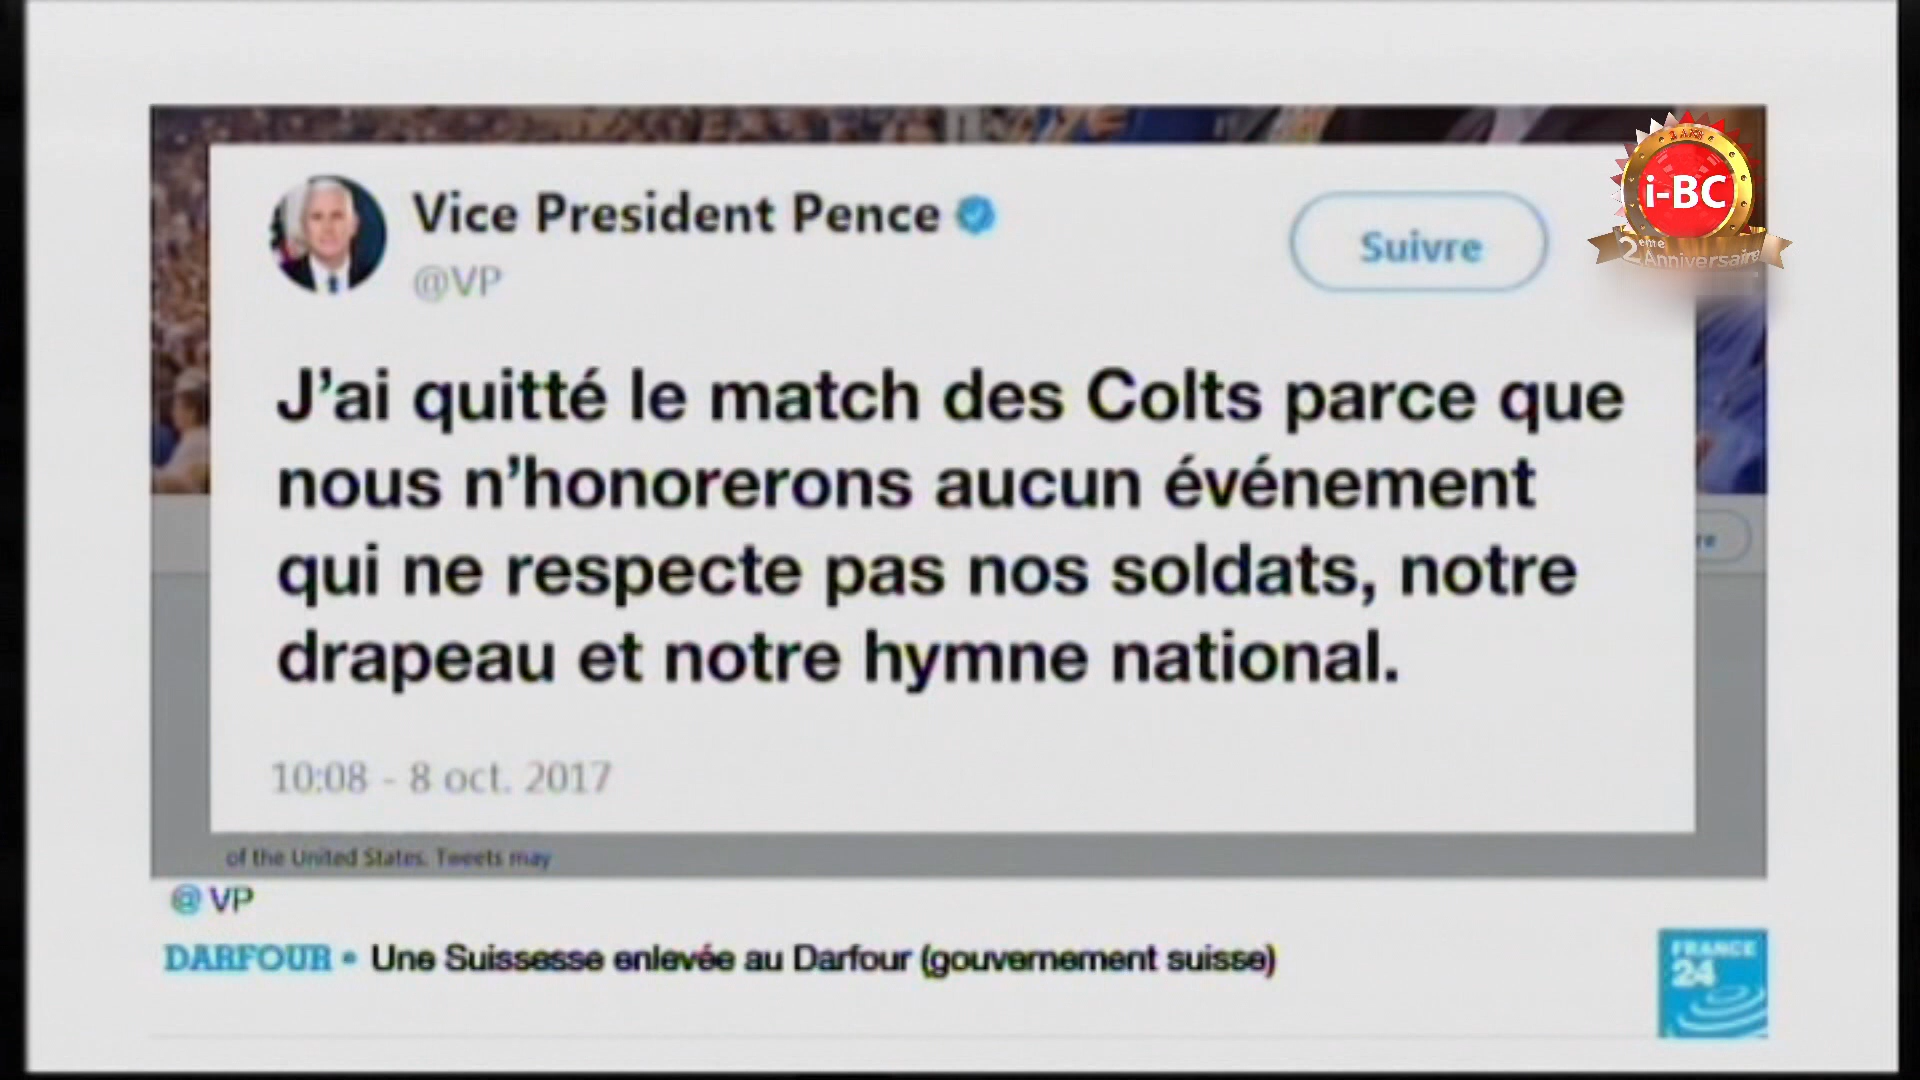 i-BC
2ème
Anniversaire
Vice President Pence
@VP
Suivre
J'ai quitté le match des Colts parce que
nous n'honorerons aucun événement
qui ne respecte pas nos soldats, notre
drapeau et notre hymne national.
10:08 - 8 oct. 2017
of the United States. Tweets may
@ VP
DARFOUR • Une Suissesse enlevée au Darfour (gouvernement suisse)
FRANCE
24